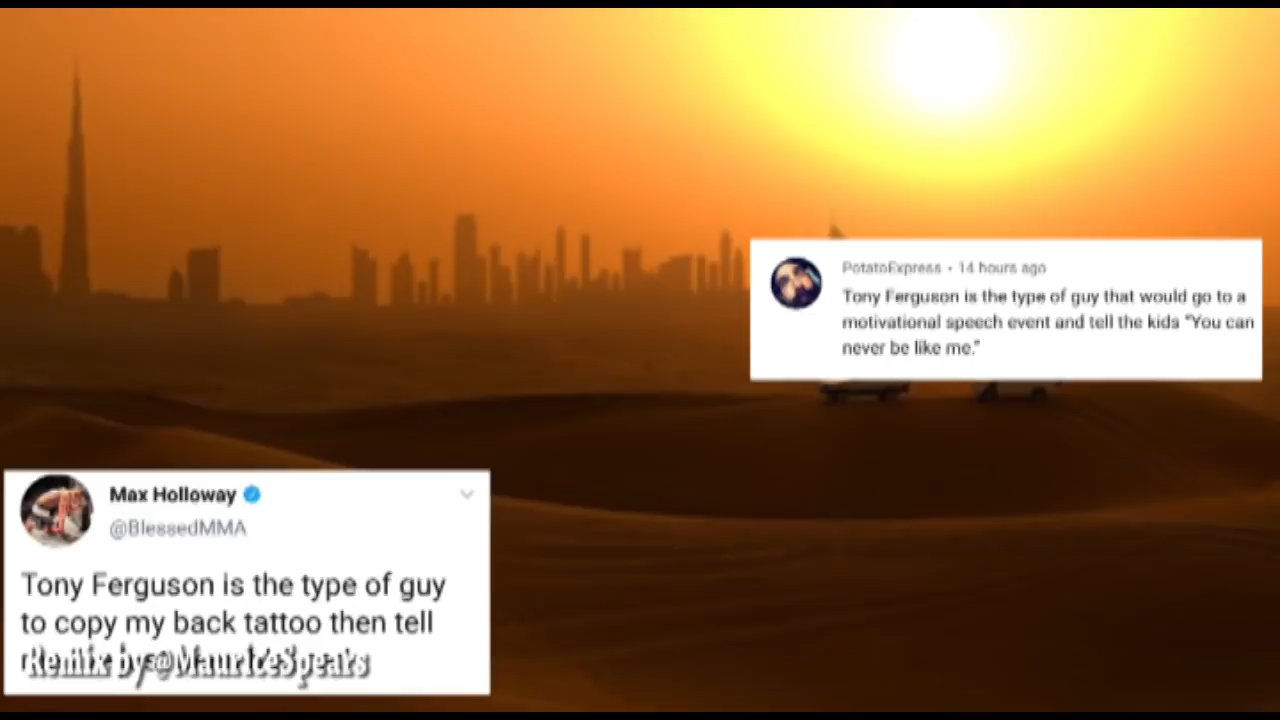 PotatoExpress • 14 hours ago
Tony Ferguson is the type of guy that would go to a
motivational speech event and tell the kids "You can
never be like me."
Max Holloway
@BlessedMMA
Tony Ferguson is the type of guy
to copy my back tattoo then tell
Remix by @MauriceSpears